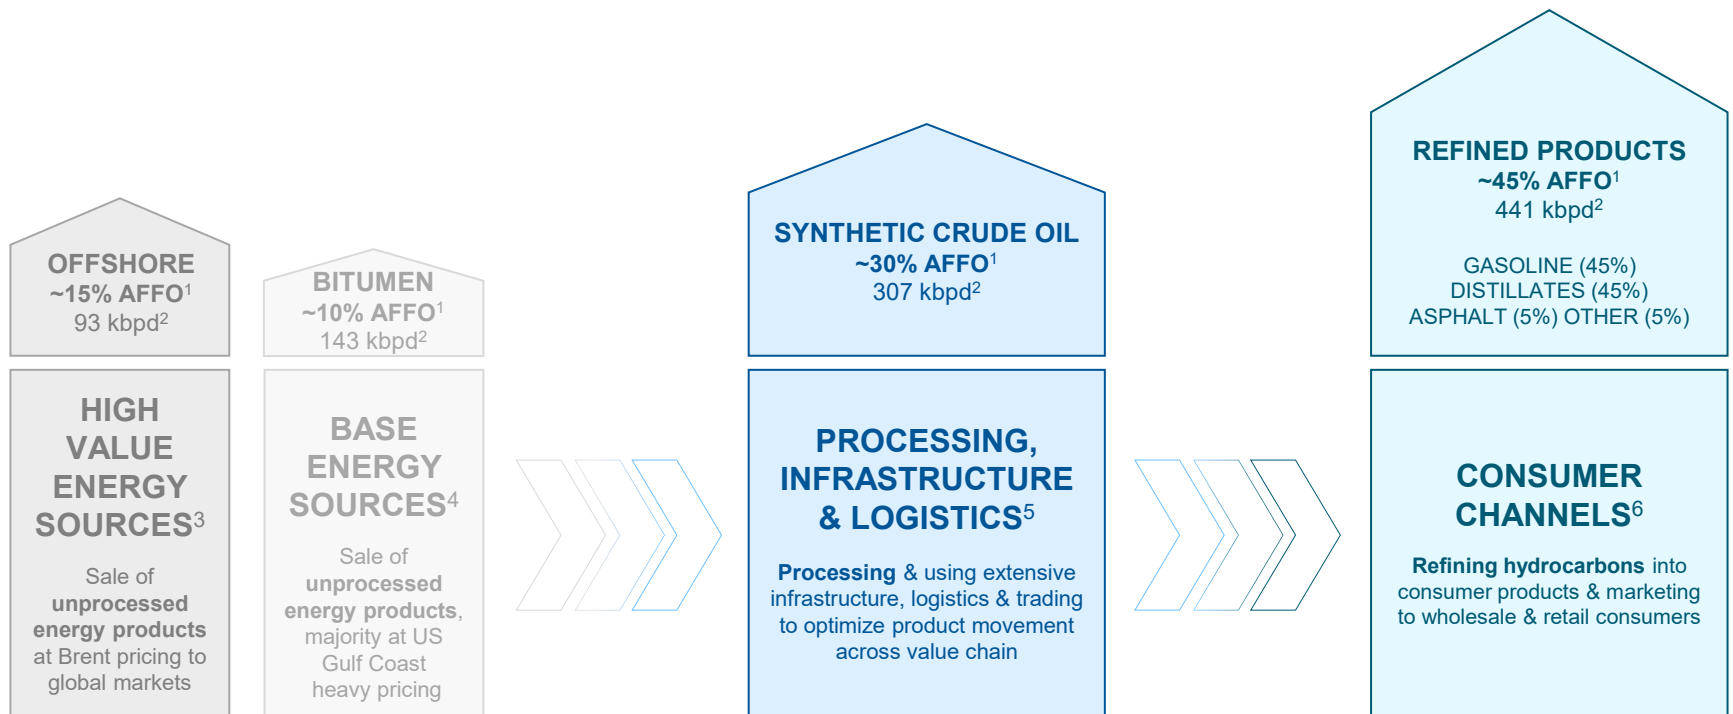 OFFSHORE
~15% AFFO¹
93 kbpd²
HIGH
VALUE
ENERGY
SOURCES³
Sale of
unprocessed
energy products
at Brent pricing to
global markets
BITUMEN
~10% AFFO¹
143 kbpd²
BASE
ENERGY
SOURCES⁴
Sale of
unprocessed
energy products,
majority at US
Gulf Coast
heavy pricing
SYNTHETIC CRUDE OIL
~30% AFFO¹
307 kbpd²
PROCESSING,
INFRASTRUCTURE
& LOGISTICS⁵
Processing & using extensive
infrastructure, logistics & trading
to optimize product movement
across value chain
REFINED PRODUCTS
~45% AFFO¹
441 kbpd²
GASOLINE (45%)
DISTILLATES (45%)
ASPHALT (5%) OTHER (5%)
CONSUMER
CHANNELS⁶
Refining hydrocarbons into
consumer products & marketing
to wholesale & retail consumers